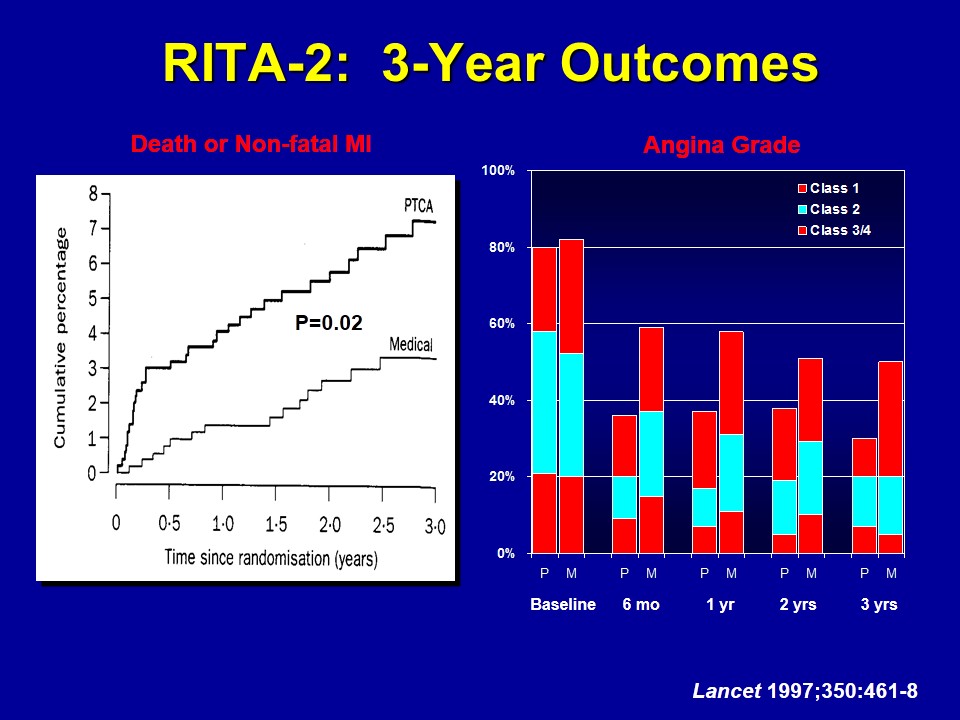 RITA-2: 3-Year Outcomes
Death or Non-fatal MI
Cumulative percentage
8
7
6
5
4
3
2
1
0
PTCA
P=0.02
Medical
0 0·5 1·0 1·5 2·0 2·5 3·0
Time since randomisation (years)
Angina Grade
100%
80%
60%
40%
20%
0%
Class 1
Class 2
Class 3/4
P M P M P M P M P M
Baseline 6 mo 1 yr 2 yrs 3 yrs
Lancet 1997;350:461-8